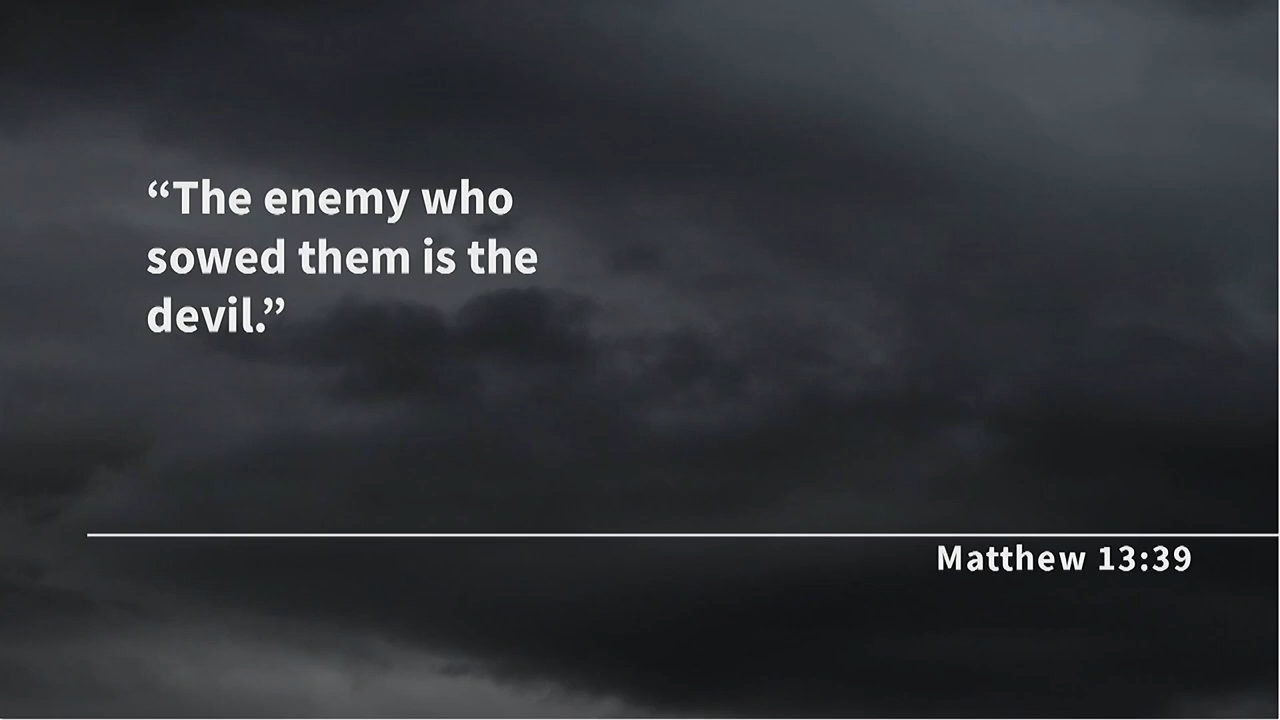 “The enemy who
sowed them is the
devil.”
Matthew 13:39